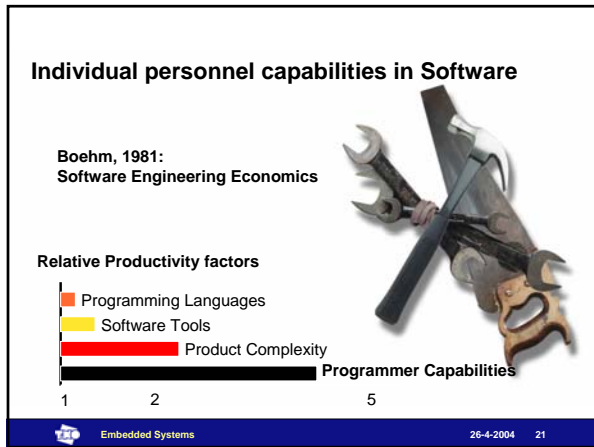 Individual personnel capabilities in Software
Boehm, 1981:
Software Engineering Economics
Relative Productivity factors
Programming Languages
Software Tools
Product Complexity
Programmer Capabilities
1 2 5
TNO Embedded Systems 26-4-2004 21